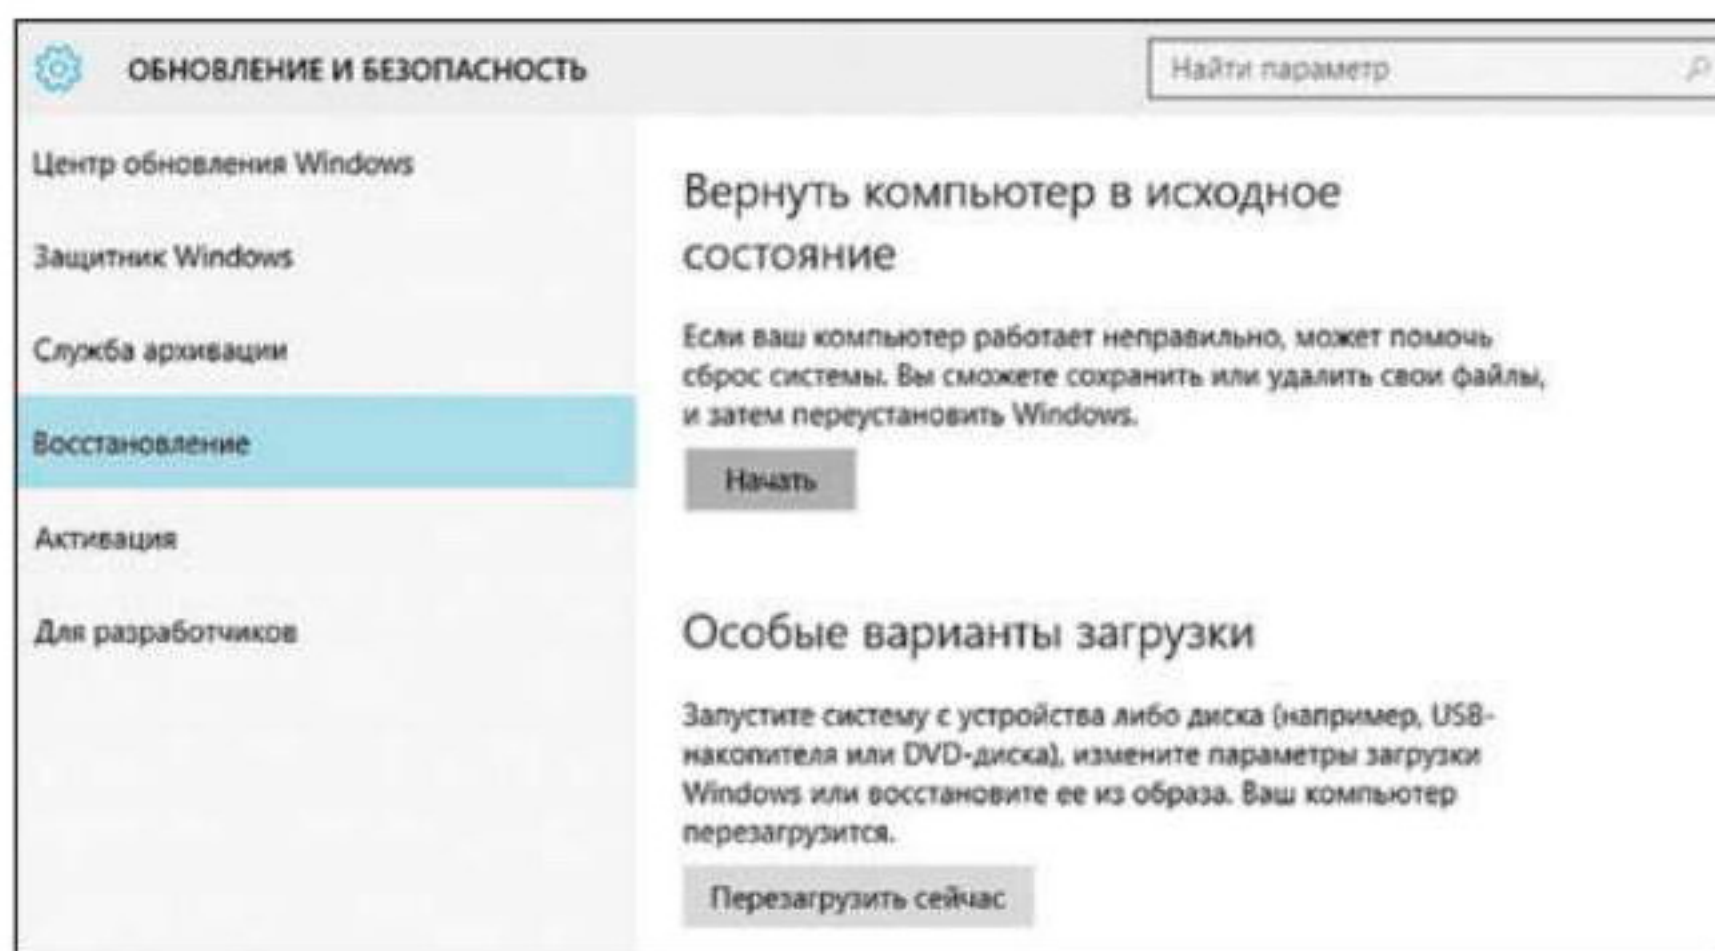 ОБНОВЛЕНИЕ И БЕЗОПАСНОСТЬ
Найти параметр
Центр обновления Windows
Защитник Windows
Служба архивации
Восстановление
Активация
Для разработчиков
Вернуть компьютер в исходное
состояние
Если ваш компьютер работает неправильно, может помочь
сброс системы. Вы сможете сохранить или удалить свои файлы,
и затем переустановить Windows.
Начать
Особые варианты загрузки
Запустите систему с устройства либо диска (например, USB-
накопителя или DVD-диска), измените параметры загрузки
Windows или восстановите ее из образа. Ваш компьютер
перезагрузится.
Перезагрузить сейчас